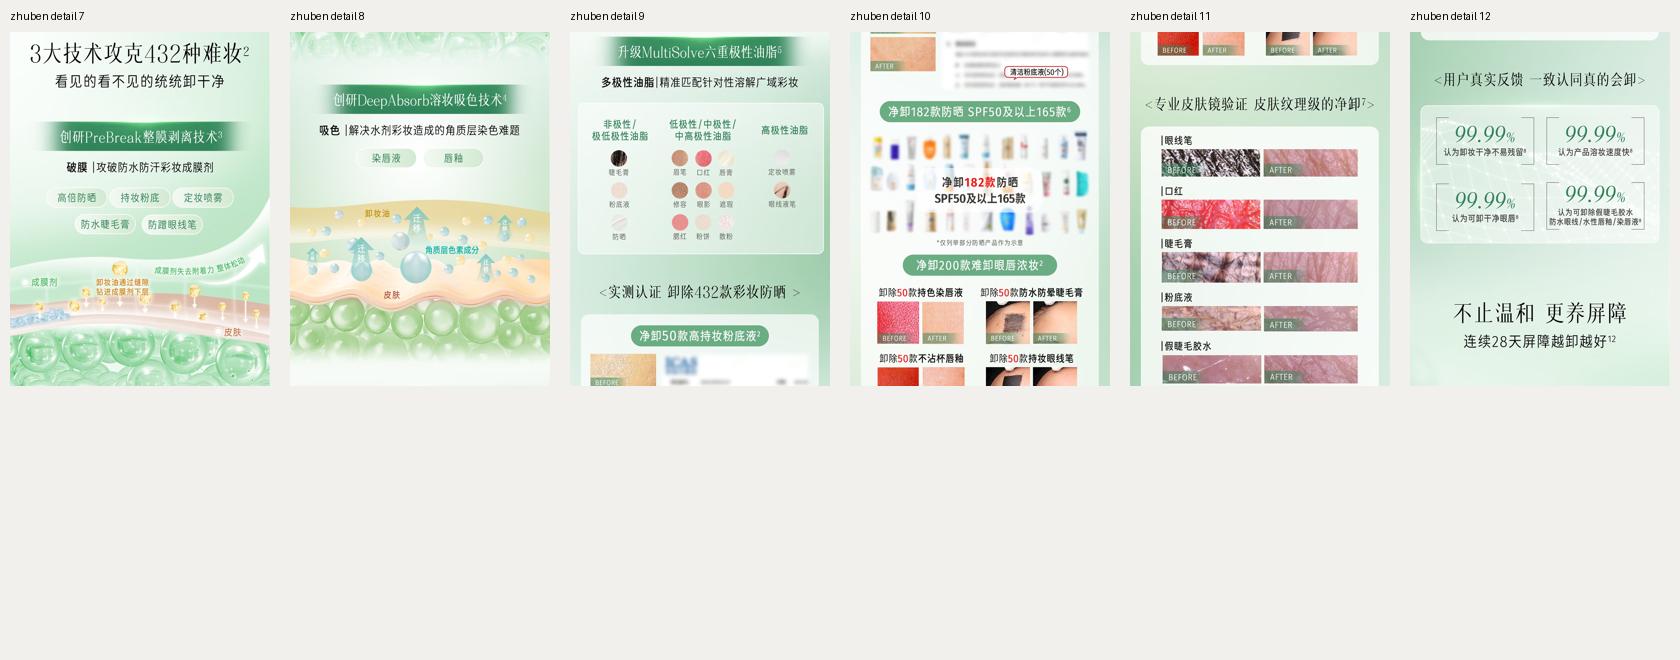 zhuben detail 7
3大技术攻克432种难妆2
看见的看不见的统统卸干净
创研PreBreak整膜剥离技术3
破膜|攻破防水防汗彩妆成膜剂
高倍防晒 持妆粉底 定妆喷雾
防水睫毛膏 防蹭眼线笔
成膜剂
卸妆油通过缝隙
钻进成膜剂下层
成膜剂失去附着力 整体松动
皮肤
zhuben detail 8
创研DeepAbsorb溶妆吸色技术4
吸色|解决水剂彩妆造成的角质层染色难题
染唇液 唇釉
卸妆油
迁移
迁移
迁移
迁移
迁移
角质层色素成分
皮肤
zhuben detail 9
升级MultiSolve六重极性油脂5
多极性油脂|精准匹配针对性溶解广域彩妆
非极性/
极低极性油脂
低极性/中极性/
中高极性油脂
高极性油脂
睫毛膏 眉笔 口红 唇膏 定妆喷雾
粉底液 修容 眼影 遮瑕 眼线液笔
防晒 腮红 粉饼 散粉
<实测认证 卸除432款彩妆防晒 >
净卸50款高持妆粉底液2
BEFORE
zhuben detail 10
AFTER
清洁粉底液(50个)
净卸182款防晒 SPF50及以上165款6
净卸182款防晒
SPF50及以上165款
*仅列举部分防晒产品作为示意
净卸200款难卸眼唇浓妆2
卸除50款持色染唇液 卸除50款防水防晕睫毛膏
BEFORE AFTER BEFORE AFTER
卸除50款不沾杯唇釉 卸除50款持妆眼线笔
zhuben detail 11
BEFORE AFTER BEFORE AFTER
<专业皮肤镜验证 皮肤纹理级的净卸7>
|眼线笔
BEFORE AFTER
|口红
BEFORE AFTER
|睫毛膏
BEFORE AFTER
|粉底液
BEFORE AFTER
|假睫毛胶水
BEFORE AFTER
zhuben detail 12
<用户真实反馈 一致认同真的会卸>
99.99%
认为卸妆干净不易残留8
99.99%
认为产品溶妆速度快8
99.99%
认为可卸干净眼唇8
99.99%
认为可卸除假睫毛胶水
防水眼线/水性唇釉/染唇液8
不止温和 更养屏障
连续28天屏障越卸越好12